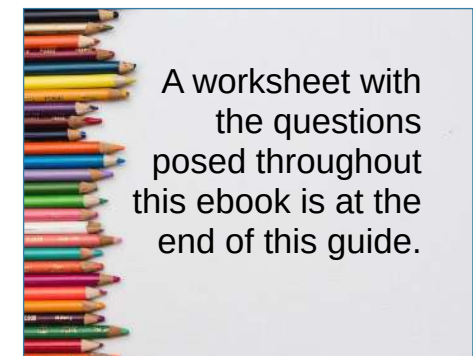 A worksheet with
the questions
posed throughout
this ebook is at the
end of this guide.